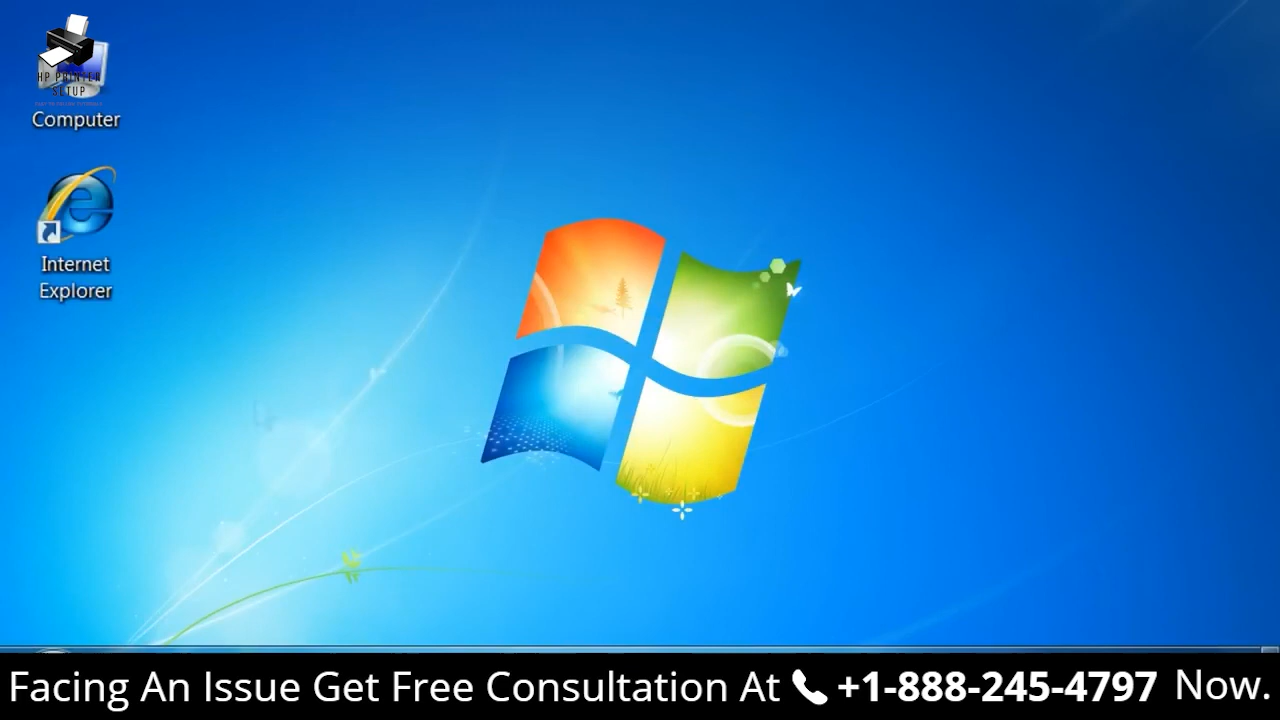 HP PRINTER
SETUP
Computer
Internet
Explorer
Facing An Issue Get Free Consultation At +1-888-245-4797 Now.